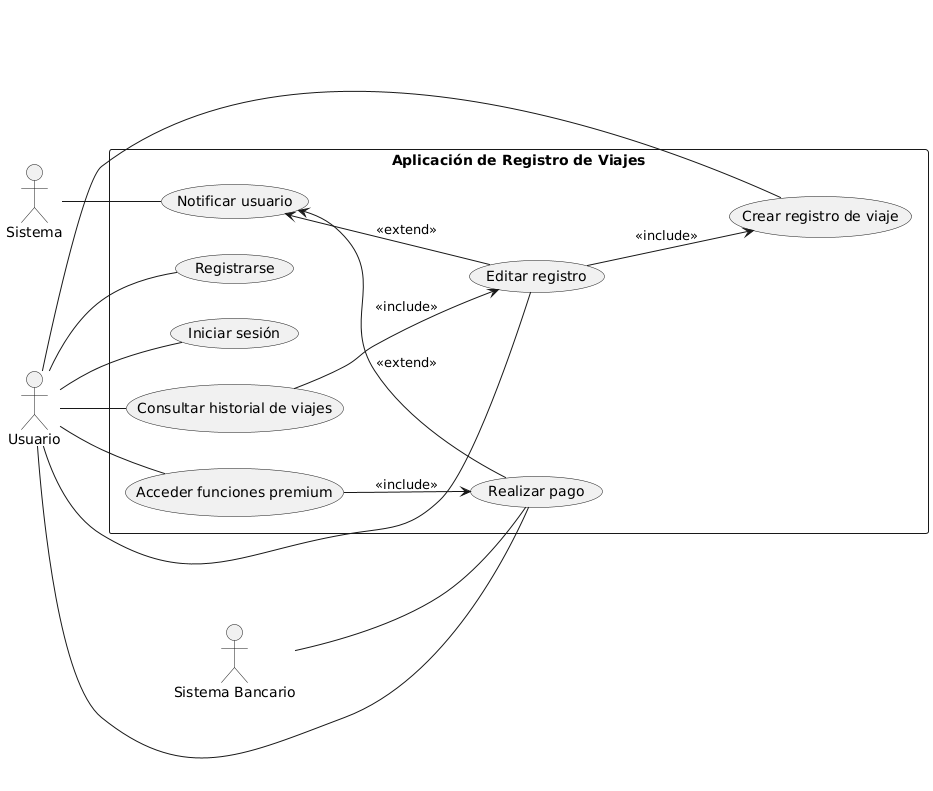 Aplicación de Registro de Viajes
Sistema
Notificar usuario
Crear registro de viaje
«extend»
«include»
Registrarse
Editar registro
«include»
Iniciar sesión
«extend»
Usuario
Consultar historial de viajes
Acceder funciones premium
«include»
Realizar pago
Sistema Bancario